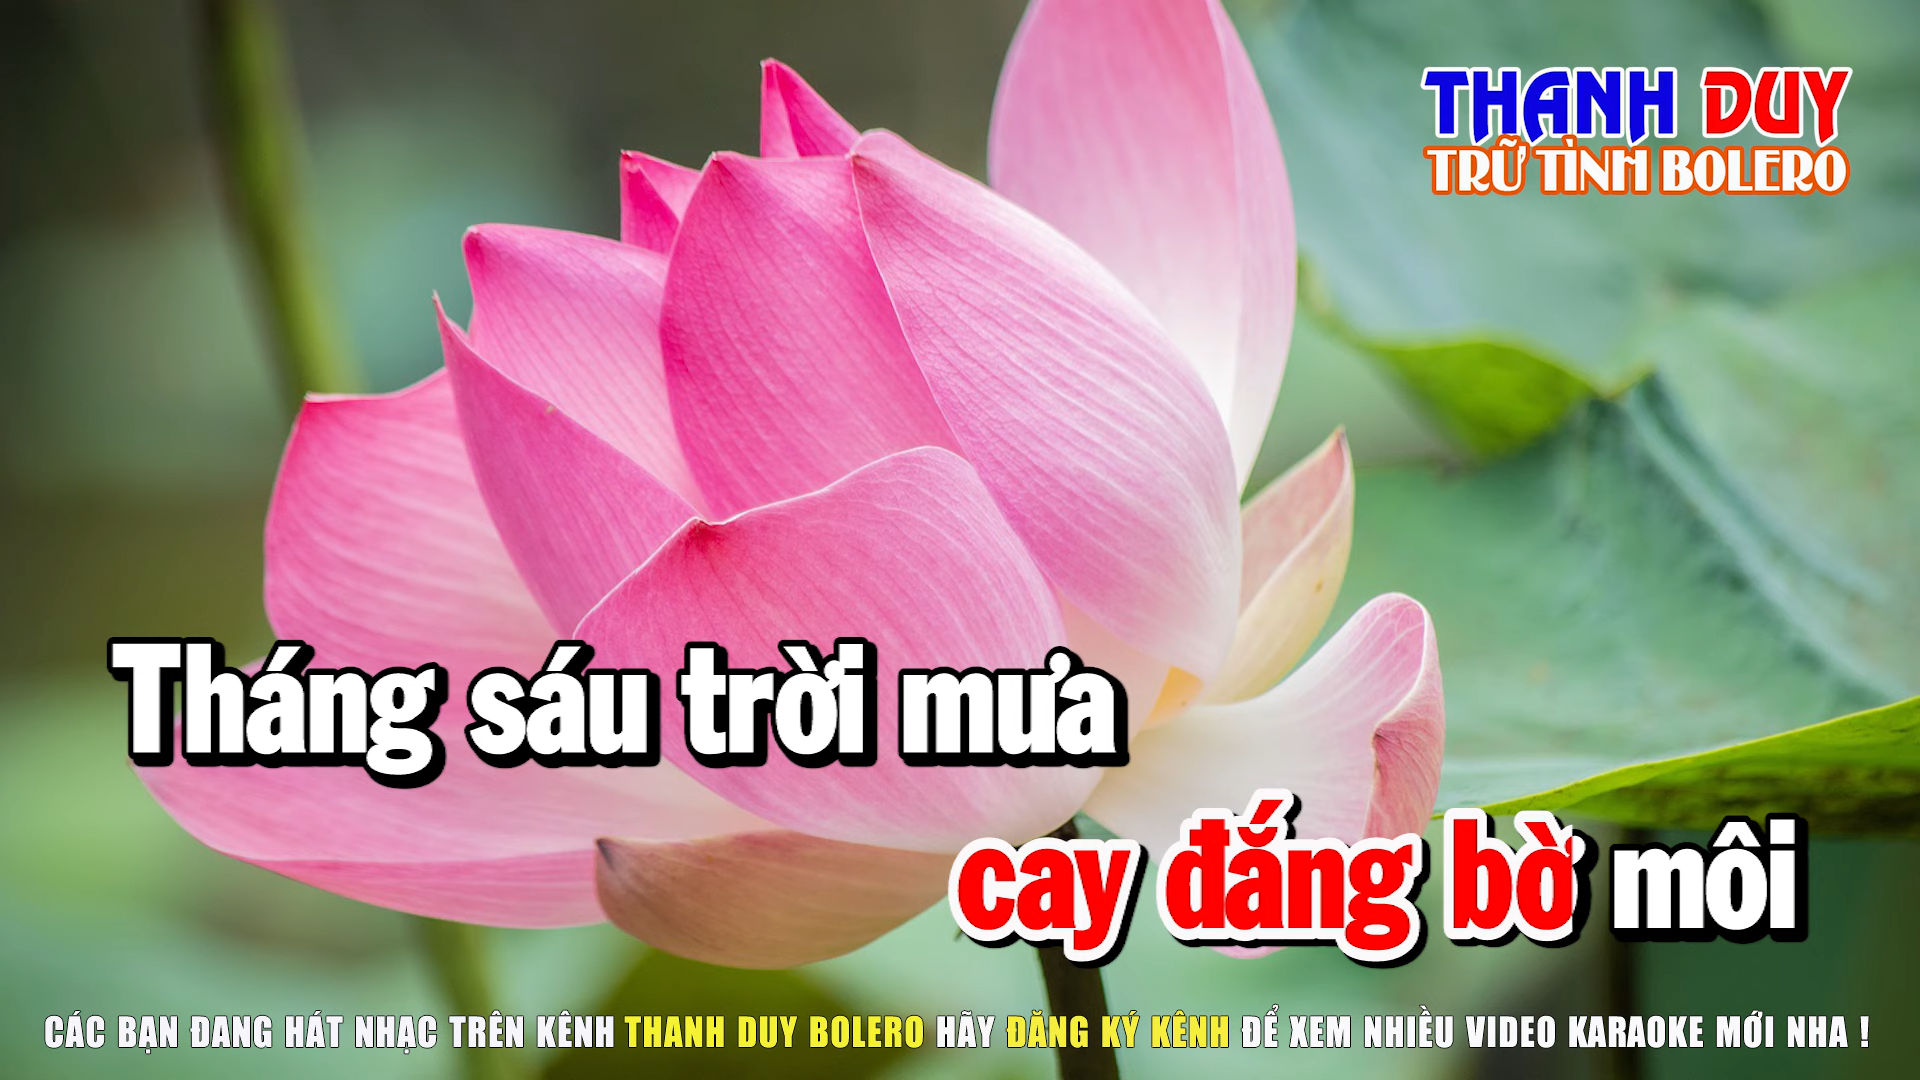 THANH DUY
TRỮ TÌNH BOLERO
Tháng sáu trời mưa
cay đắng bờ môi
CÁC BẠN ĐANG HÁT NHẠC TRÊN KÊNH THANH DUY BOLERO HÃY ĐĂNG KÝ KÊNH ĐỂ XEM NHIỀU VIDEO KARAOKE MỚI NHA !